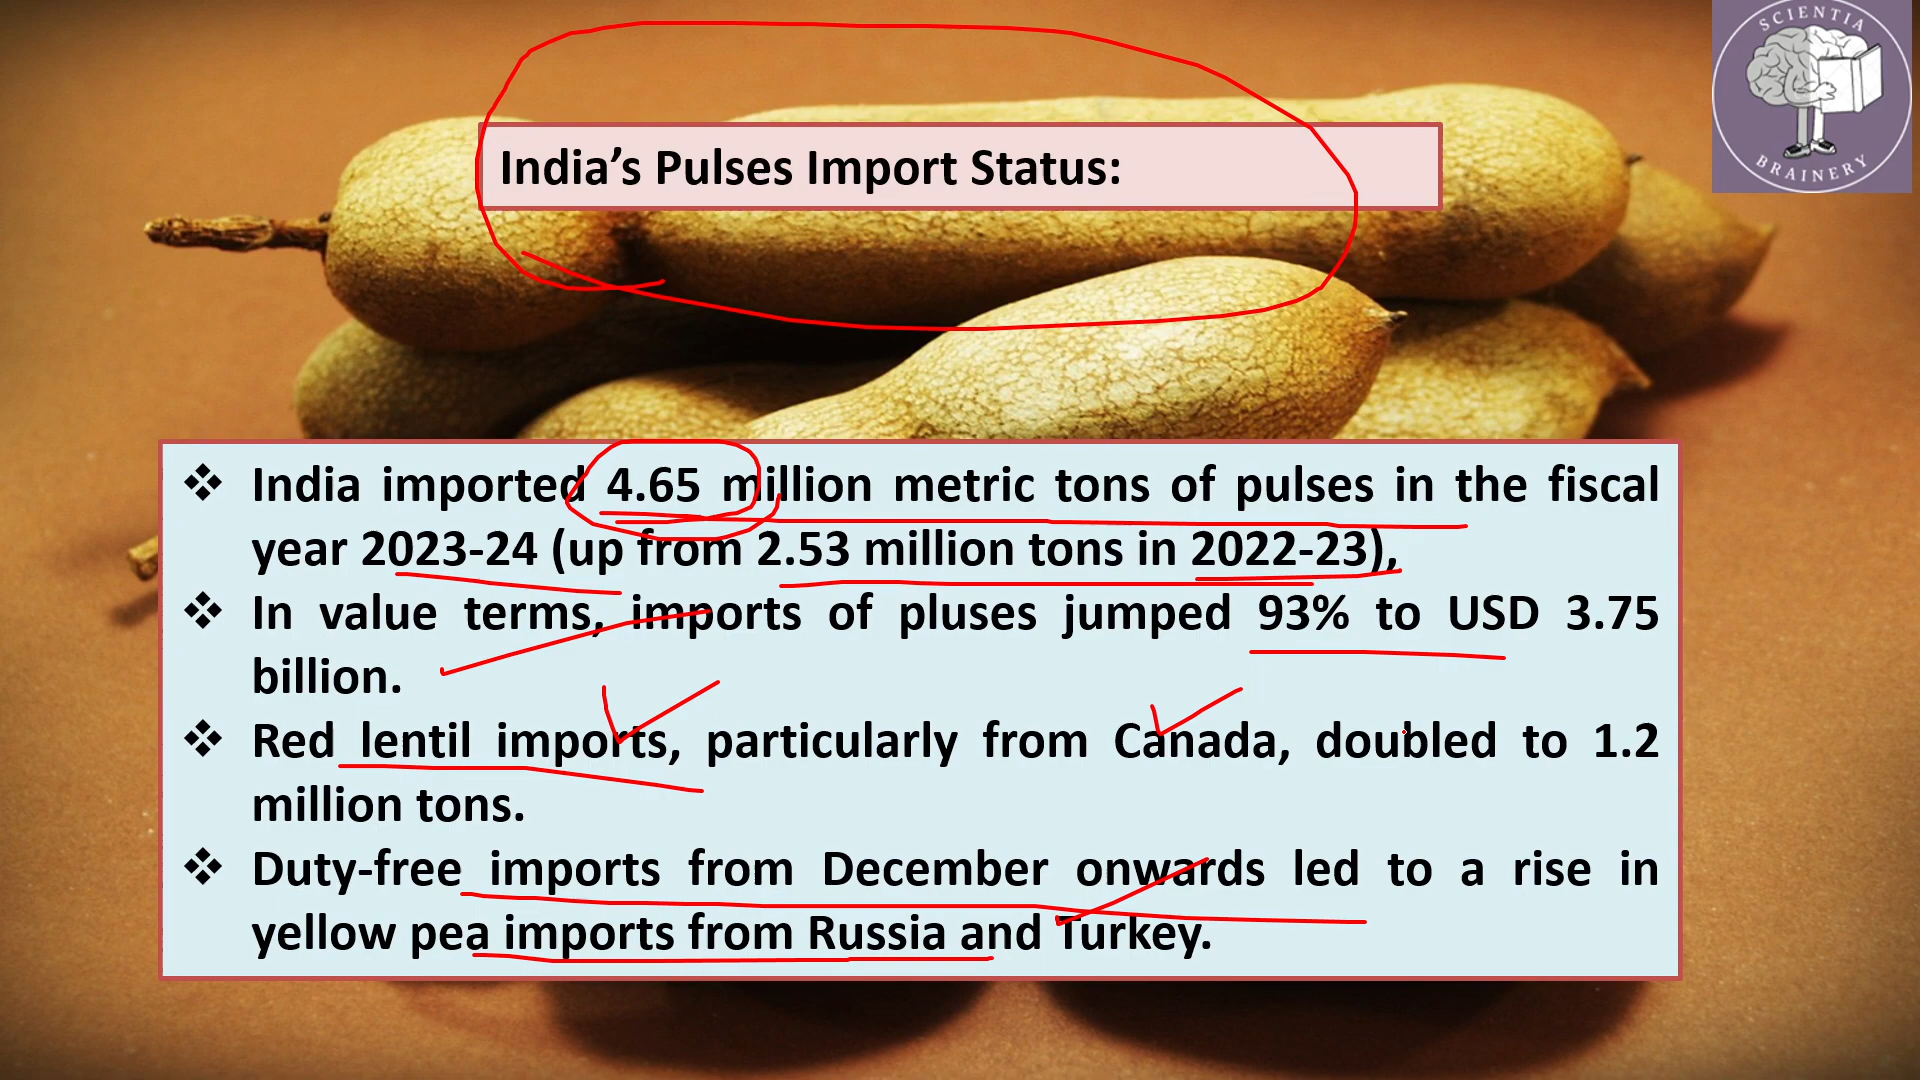 SCIENTIA
BRAINERY
India’s Pulses Import Status:
❖ India imported 4.65 million metric tons of pulses in the fiscal
year 2023-24 (up from 2.53 million tons in 2022-23),
❖ In value terms, imports of pluses jumped 93% to USD 3.75
billion.
❖ Red lentil imports, particularly from Canada, doubled to 1.2
million tons.
❖ Duty-free imports from December onwards led to a rise in
yellow pea imports from Russia and Turkey.